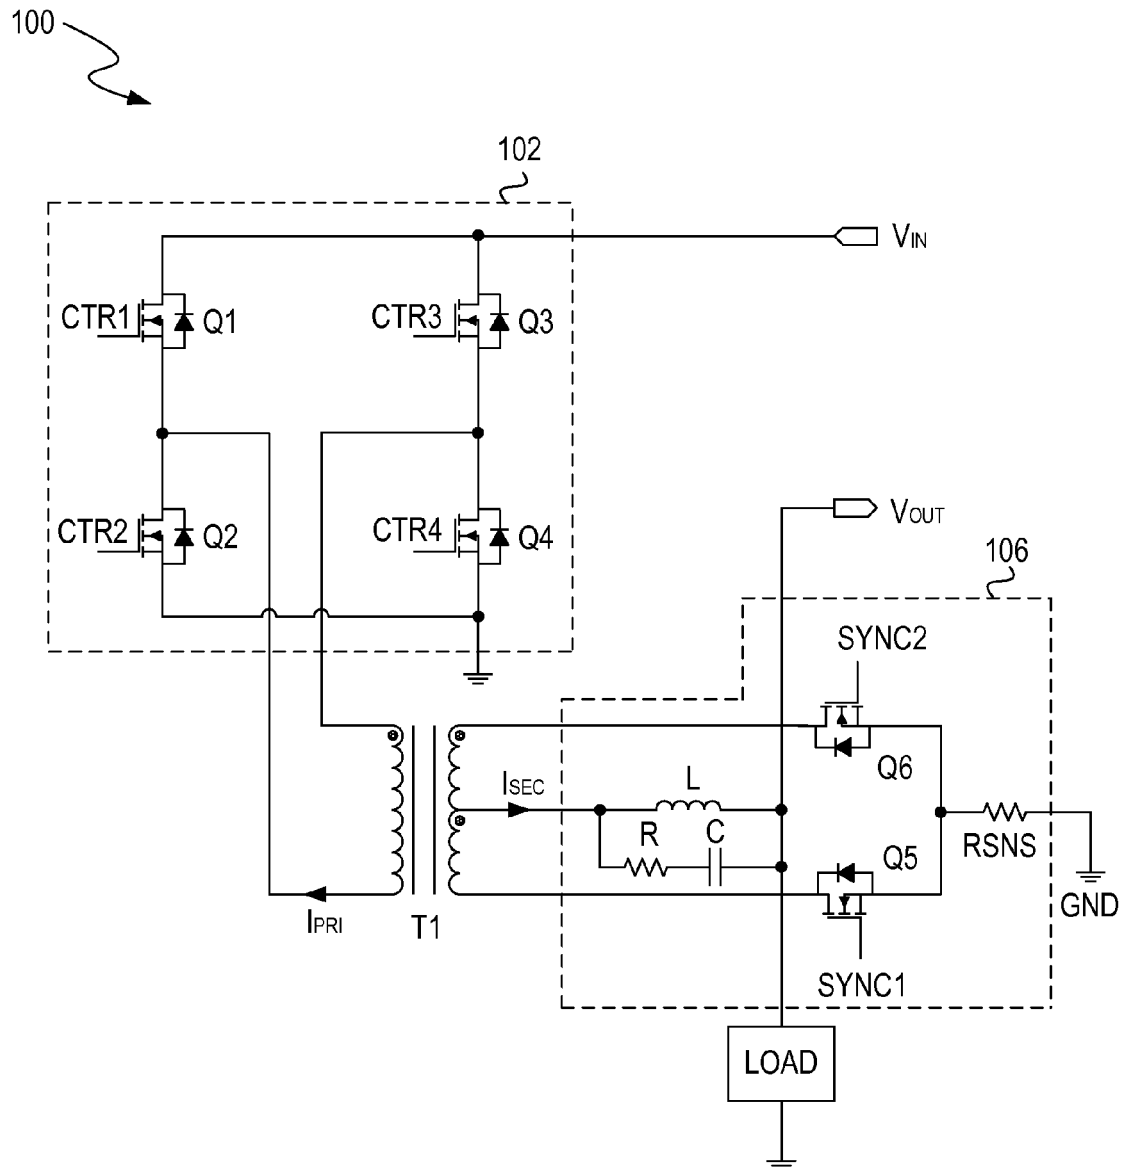 100
102
VIN
CTR1
Q1
CTR3
Q3
CTR2
Q2
CTR4
Q4
VOUT
106
SYNC2
Q6
ISEC
L
R
C
Q5
RSNS
GND
IPRI
T1
SYNC1
LOAD